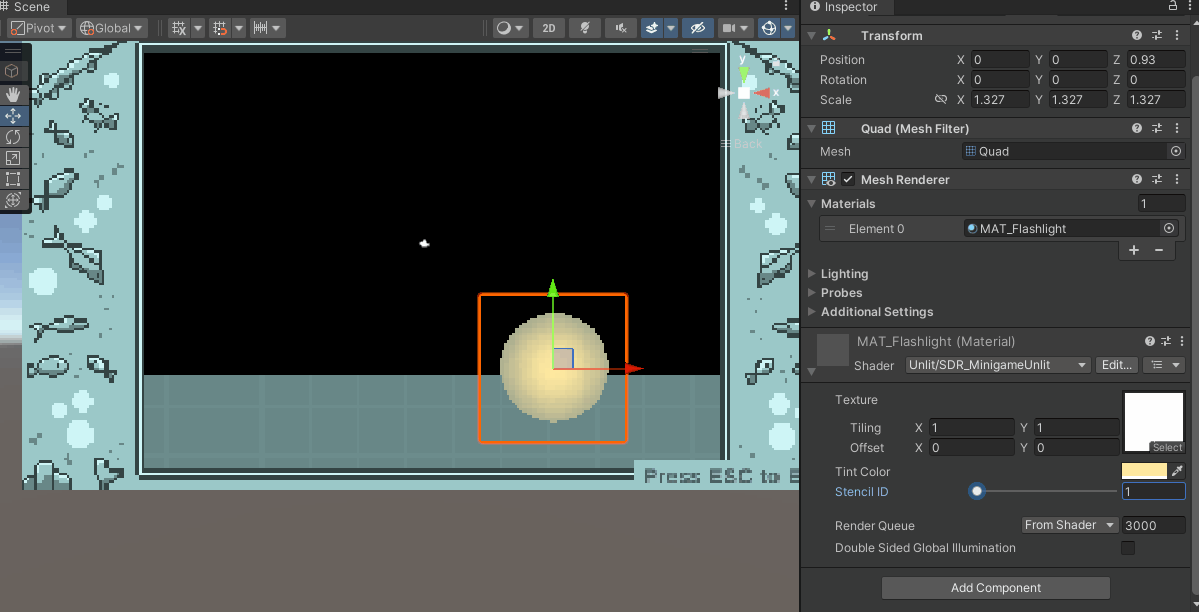 Scene
Pivot
Global
2D
y
x
Back
Press ESC to E
Inspector
Transform
Position X 0 Y 0 Z 0.93
Rotation X 0 Y 0 Z 0
Scale X 1.327 Y 1.327 Z 1.327
Quad (Mesh Filter)
Mesh Quad
Mesh Renderer
Materials 1
Element 0 MAT_Flashlight
+ −
Lighting
Probes
Additional Settings
MAT_Flashlight (Material)
Shader Unlit/SDR_MinigameUnlit Edit...
Texture
Tiling X 1 Y 1
Offset X 0 Y 0
Select
Tint Color
Stencil ID 1
Render Queue From Shader 3000
Double Sided Global Illumination
Add Component